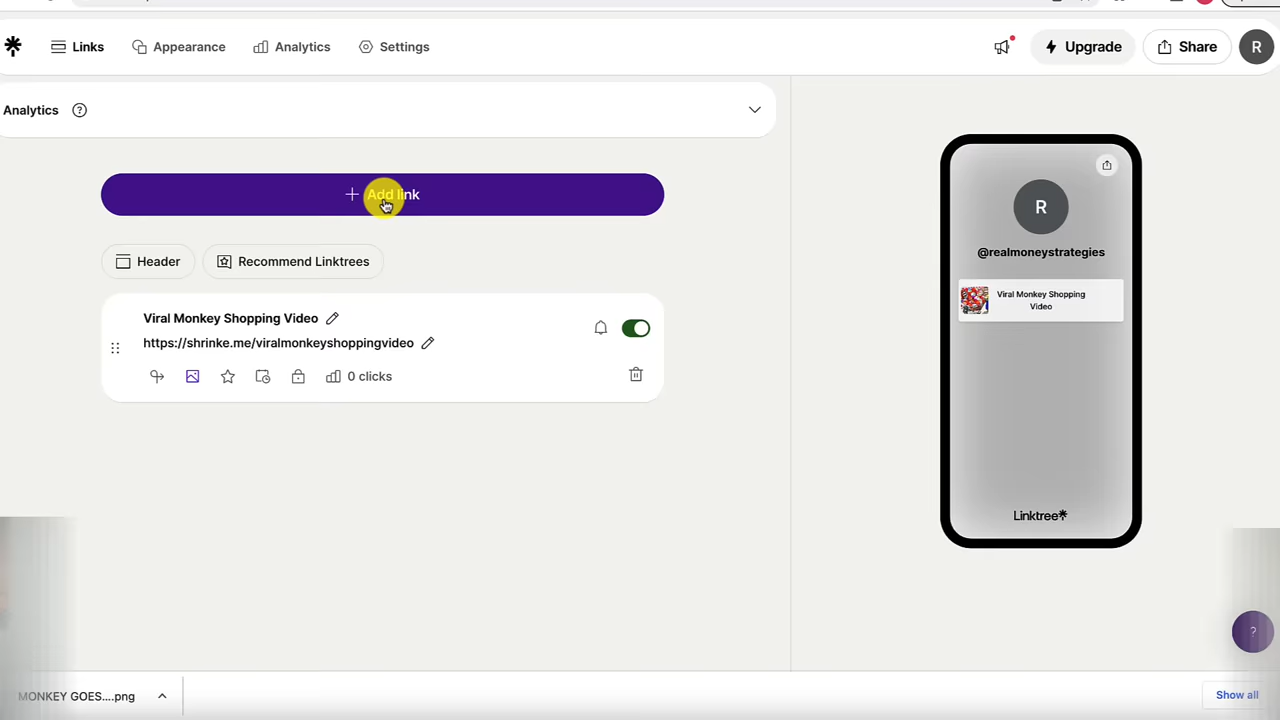 Links
Appearance
Analytics
Settings
Upgrade
Share
R
Analytics ?
+ Add link
Header
Recommend Linktrees
Viral Monkey Shopping Video
https://shrinke.me/viralmonkeyshoppingvideo
0 clicks
R
@realmoneystrategies
Viral Monkey Shopping
Video
Linktree
?
MONKEY GOES....png
Show all